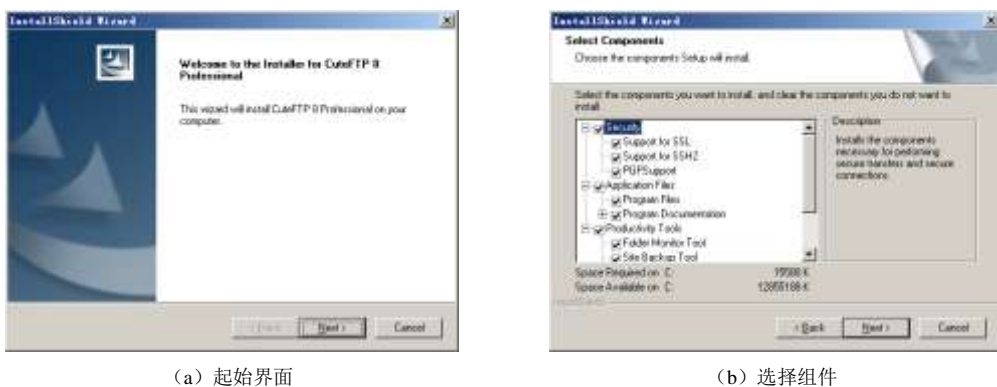 InstallShield Wizard
Welcome to the Installer for CuteFTP 8
Professional
This wizard will install CuteFTP 8 Professional on your
computer.
< Back
Next >
Cancel
(a)起始界面
InstallShield Wizard
Select Components
Choose the components Setup will install.
Select the components you want to install, and clear the components you do not want to
install.
Security
Support for SSL
Support for SSH2
PGPSupport
Application Files
Program Files
Program Documentation
Productivity Tools
Folder Monitor Tool
Site Backup Tool
Description
Installs the components
necessary for performing
secure transfers and secure
connections.
Space Required on C:
Space Available on C:
< Back
Next >
Cancel
(b)选择组件